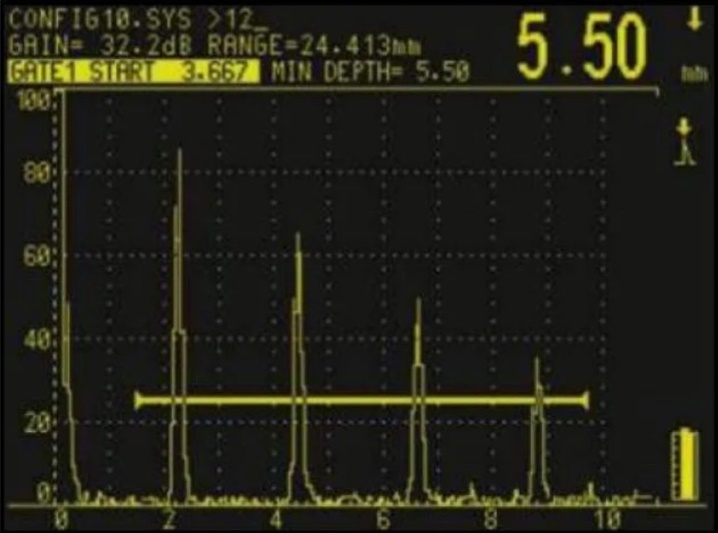 CONFIG10.SYS >12_
GAIN= 32.2dB RANGE=24.413mm
GATE1 START 3.667 MIN DEPTH= 5.50
5.50
mm
100
80
60
40
20
0
0 2 4 6 8 10